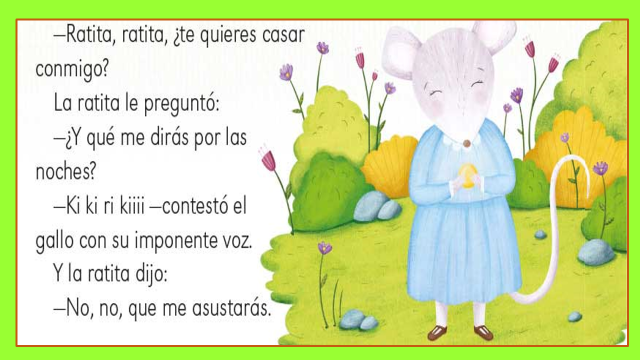 —Ratita, ratita, ¿te quieres casar
conmigo?
La ratita le preguntó:
—¿Y qué me dirás por las
noches?
—Ki ki ri kiiii —contestó el
gallo con su imponente voz.
Y la ratita dijo:
—No, no, que me asustarás.